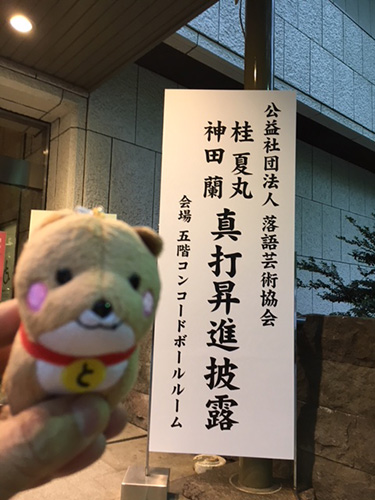 公益社団法人 落語芸術協会
桂 夏丸
神田 蘭
真打昇進披露
会場 五階コンコードボールルーム
と